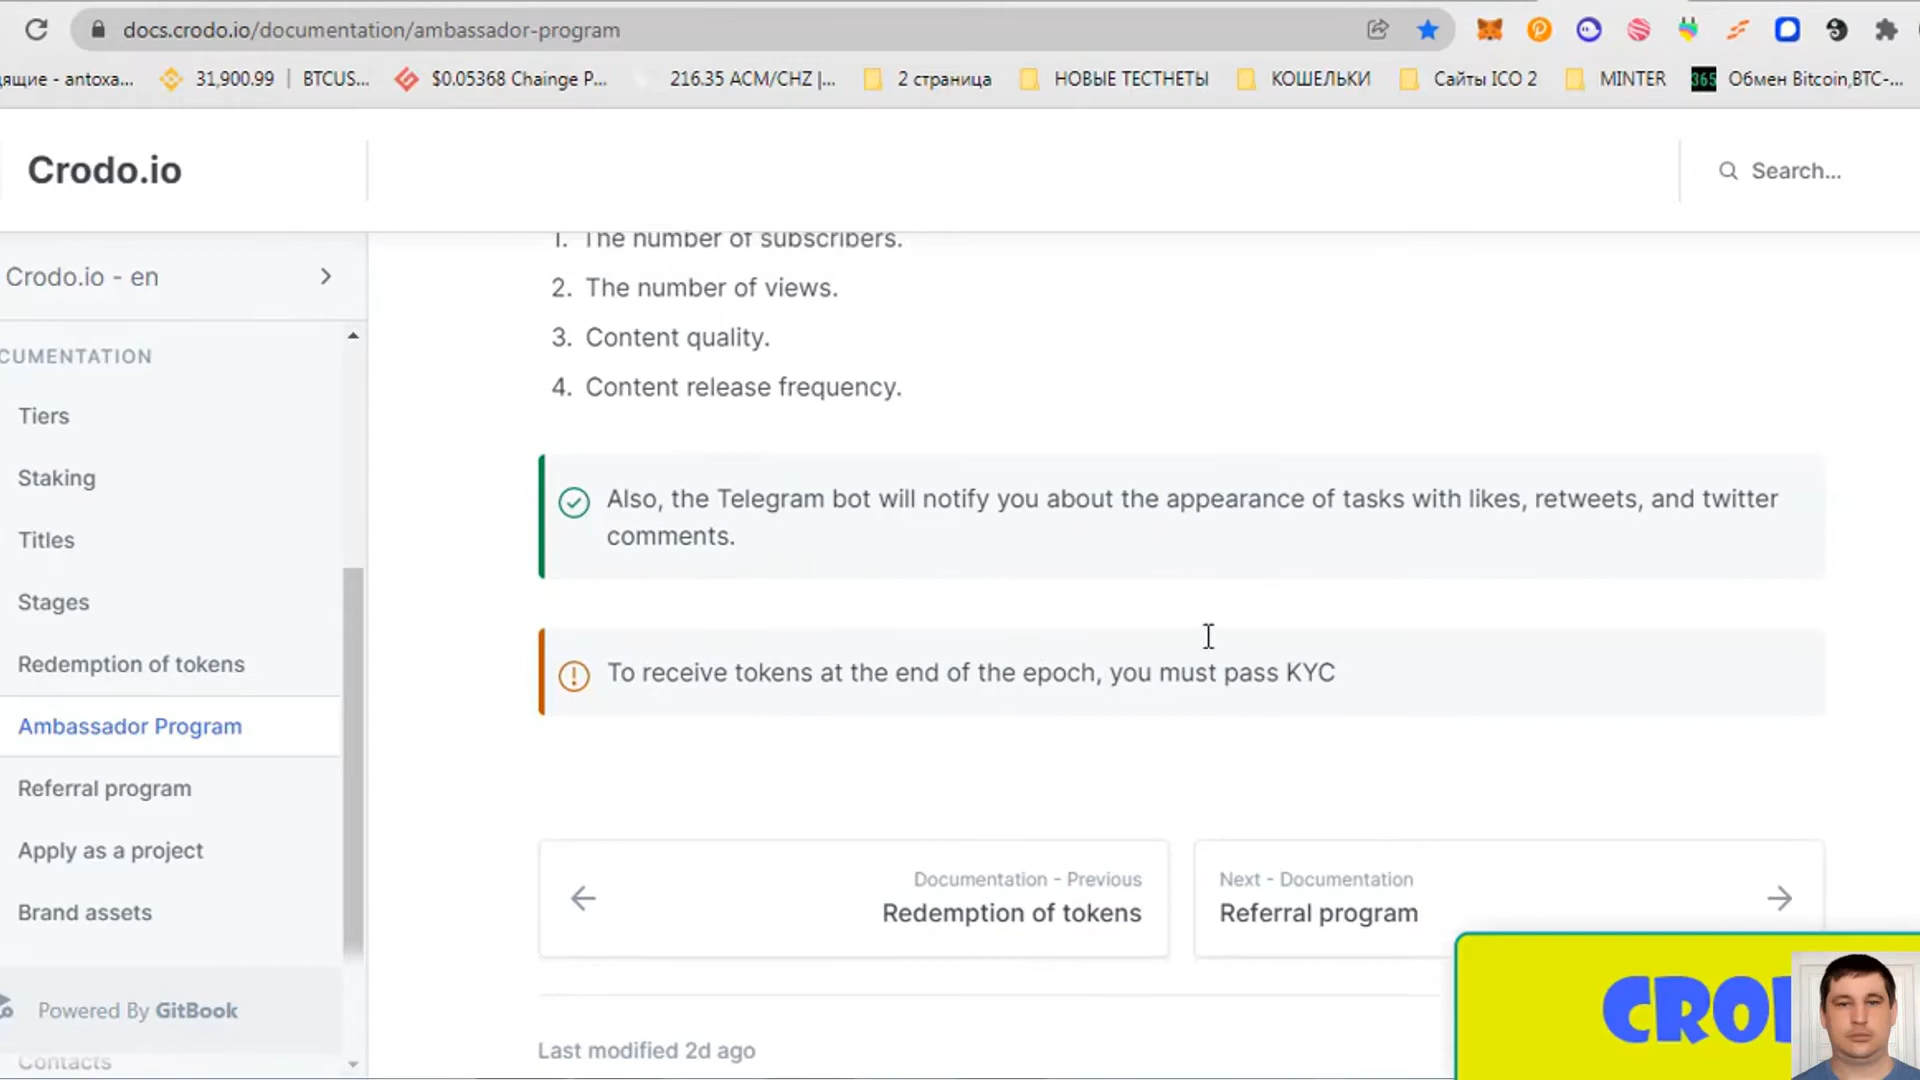 docs.crodo.io/documentation/ambassador-program
дящие - antoxa... 31,900.99 | BTCUS... $0.05368 Chainge P... 216.35 ACM/CHZ |... 2 страница НОВЫЕ ТЕСТНЕТЫ КОШЕЛЬКИ Сайты ICO 2 MINTER 365 Обмен Bitcoin,BTC-...
Crodo.io
Search...
Crodo.io - en
CUMENTATION
Tiers
Staking
Titles
Stages
Redemption of tokens
Ambassador Program
Referral program
Apply as a project
Brand assets
Powered By GitBook
Contacts
1. The number of subscribers.
2. The number of views.
3. Content quality.
4. Content release frequency.
Also, the Telegram bot will notify you about the appearance of tasks with likes, retweets, and twitter
comments.
To receive tokens at the end of the epoch, you must pass KYC
Documentation - Previous
Redemption of tokens
Next - Documentation
Referral program
Last modified 2d ago
CRO